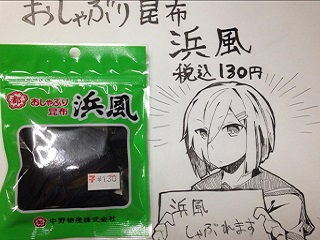 おしゃぶり昆布
浜風
税込130円
おしゃぶり
昆布
浜風
7 ¥130
中野物産株式会社
浜風
しゃぶれます